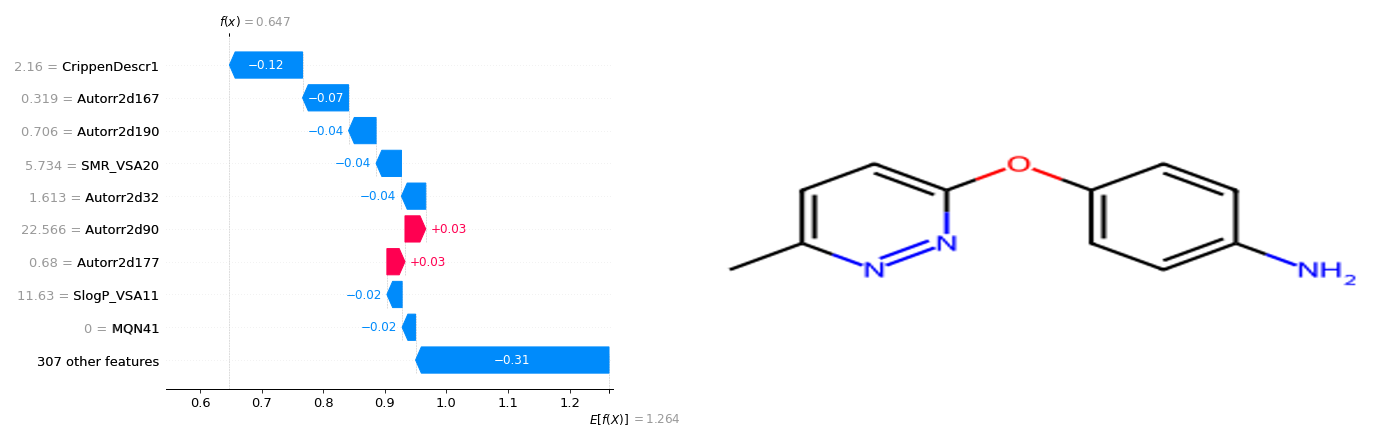 f(x) = 0.647
2.16 = CrippenDescr1
−0.12
0.319 = Autorr2d167
−0.07
0.706 = Autorr2d190
−0.04
5.734 = SMR_VSA20
−0.04
1.613 = Autorr2d32
−0.04
22.566 = Autorr2d90
+0.03
0.68 = Autorr2d177
+0.03
11.63 = SlogP_VSA11
−0.02
0 = MQN41
−0.02
307 other features
−0.31
0.6 0.7 0.8 0.9 1.0 1.1 1.2
E[f(X)] = 1.264
O
N
N
NH2